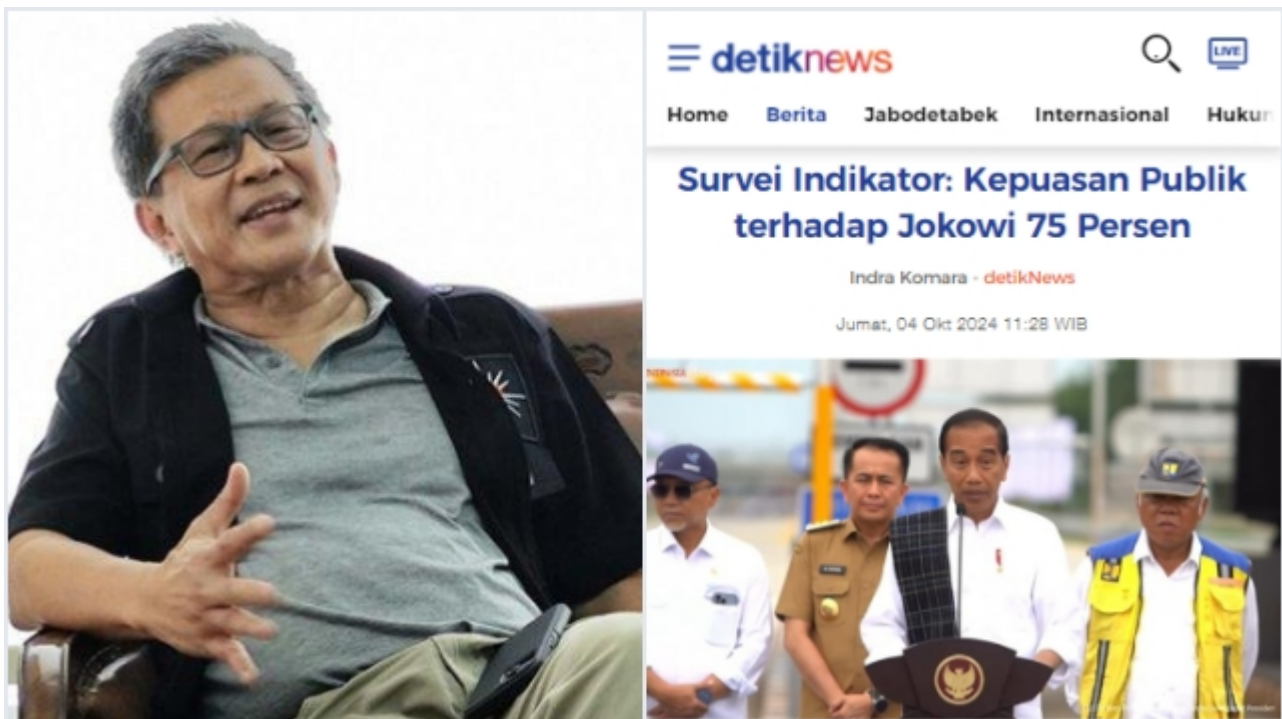 detiknews
LIVE
Home Berita Jabodetabek Internasional Huku
Survei Indikator: Kepuasan Publik
terhadap Jokowi 75 Persen
Indra Komara - detikNews
Jumat, 04 Okt 2024 11:28 WIB